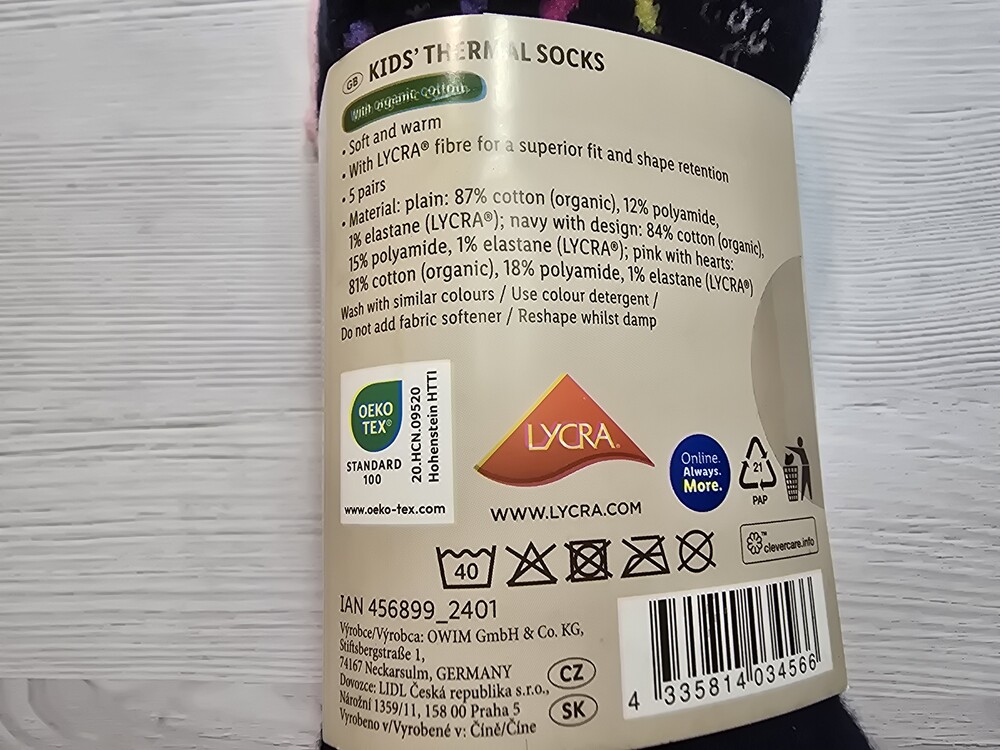 GB KIDS' THERMAL SOCKS
With organic cotton
• Soft and warm
• With LYCRA® fibre for a superior fit and shape retention
• 5 pairs
• Material: plain: 87% cotton (organic), 12% polyamide,
1% elastane (LYCRA®); navy with design: 84% cotton (organic),
15% polyamide, 1% elastane (LYCRA®); pink with hearts:
81% cotton (organic), 18% polyamide, 1% elastane (LYCRA®)
Wash with similar colours / Use colour detergent /
Do not add fabric softener / Reshape whilst damp
OEKO
TEX®
STANDARD
100
20.HCN.09520
Hohenstein HTTI
www.oeko-tex.com
LYCRA®
WWW.LYCRA.COM
Online.
Always.
More.
21
PAP
40
clevercare.info
IAN 456899_2401
Výrobce/Výrobca: OWIM GmbH & Co. KG,
Stiftsbergstraße 1,
74167 Neckarsulm, GERMANY
Dovozce: LIDL Česká republika s.r.o.,
Nárožní 1359/11, 158 00 Praha 5
Vyrobeno v/Vyrobené v: Číně/Číne
CZ
SK
4 335814 034566